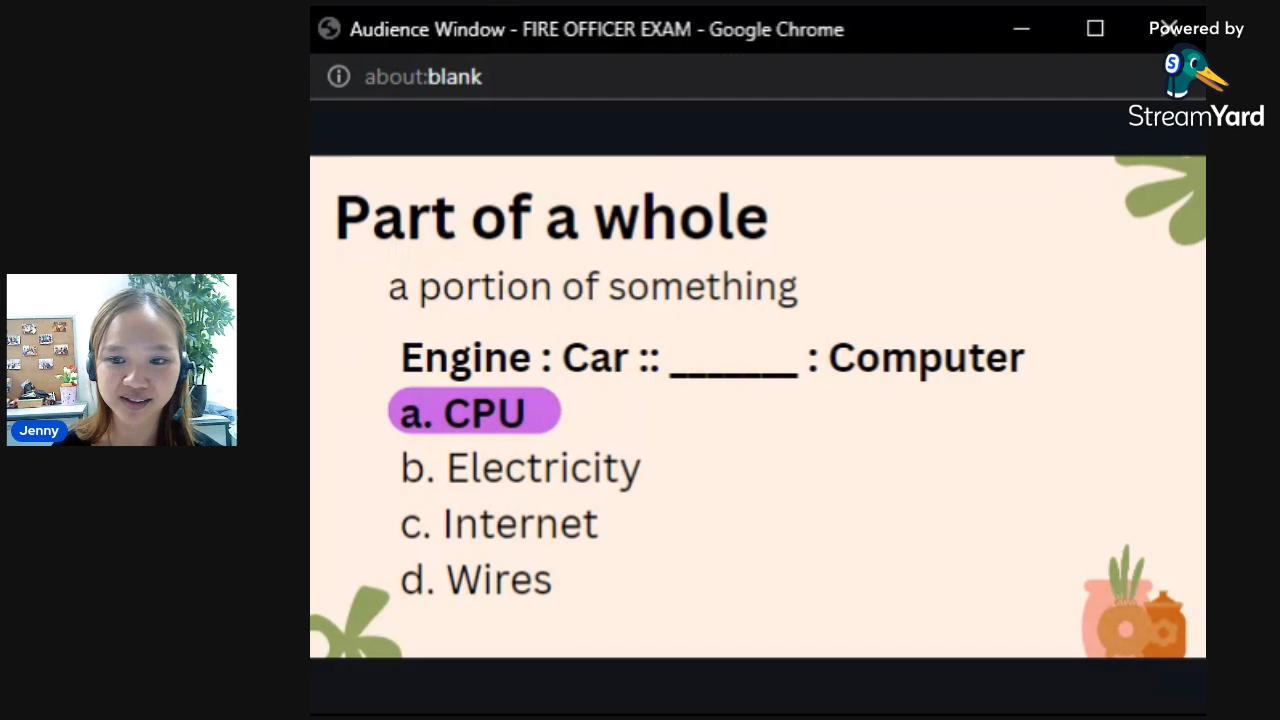 Audience Window - FIRE OFFICER EXAM - Google Chrome
about:blank
Powered by
S
StreamYard
Part of a whole
a portion of something
Engine : Car :: _______ : Computer
a. CPU
b. Electricity
c. Internet
d. Wires
Jenny